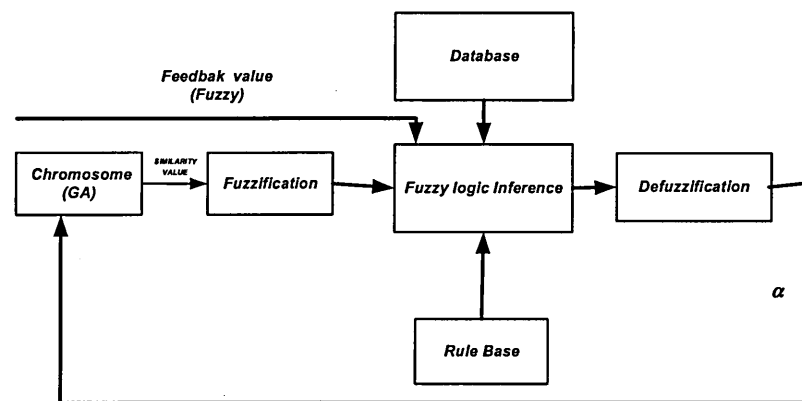 Database
Feedbak value
(Fuzzy)
Chromosome
(GA)
SIMILARITY
VALUE
Fuzzification
Fuzzy logic Inference
Defuzzification
α
Rule Base